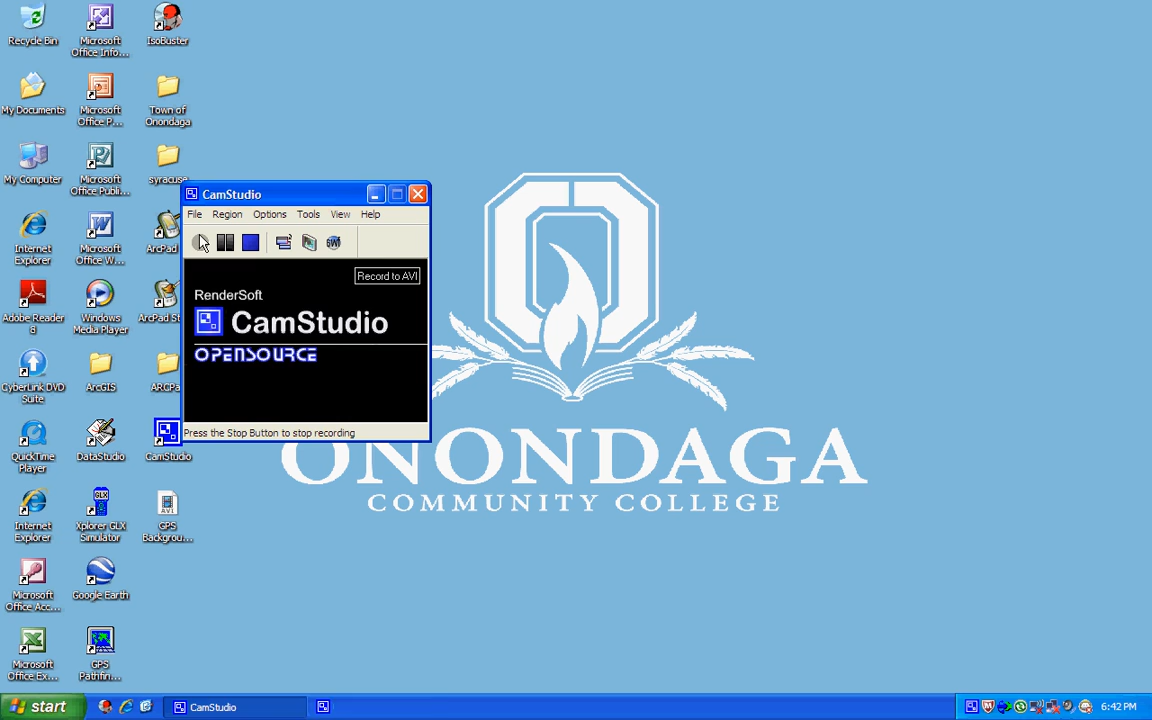 Recycle Bin
Microsoft
Office Info...
IsoBuster
My Documents
Microsoft
Office P...
Town of
Onondaga
My Computer
Microsoft
Office Publi...
syracuse
Internet
Explorer
Microsoft
Office W...
ArcPad
Adobe Reader
8
Windows
Media Player
ArcPad St
CyberLink DVD
Suite
ArcGIS
ARCPa
QuickTime
Player
DataStudio
CamStudio
Internet
Explorer
Xplorer GLX
Simulator
GPS
Backgrou...
Microsoft
Office Acc...
Google Earth
Microsoft
Office Ex...
GPS
Pathfin...
CamStudio
File Region Options Tools View Help
Record to AVI
RenderSoft
CamStudio
OPENSOURCE
Press the Stop Button to stop recording
ONONDAGA
COMMUNITY COLLEGE
start
CamStudio
6:42 PM